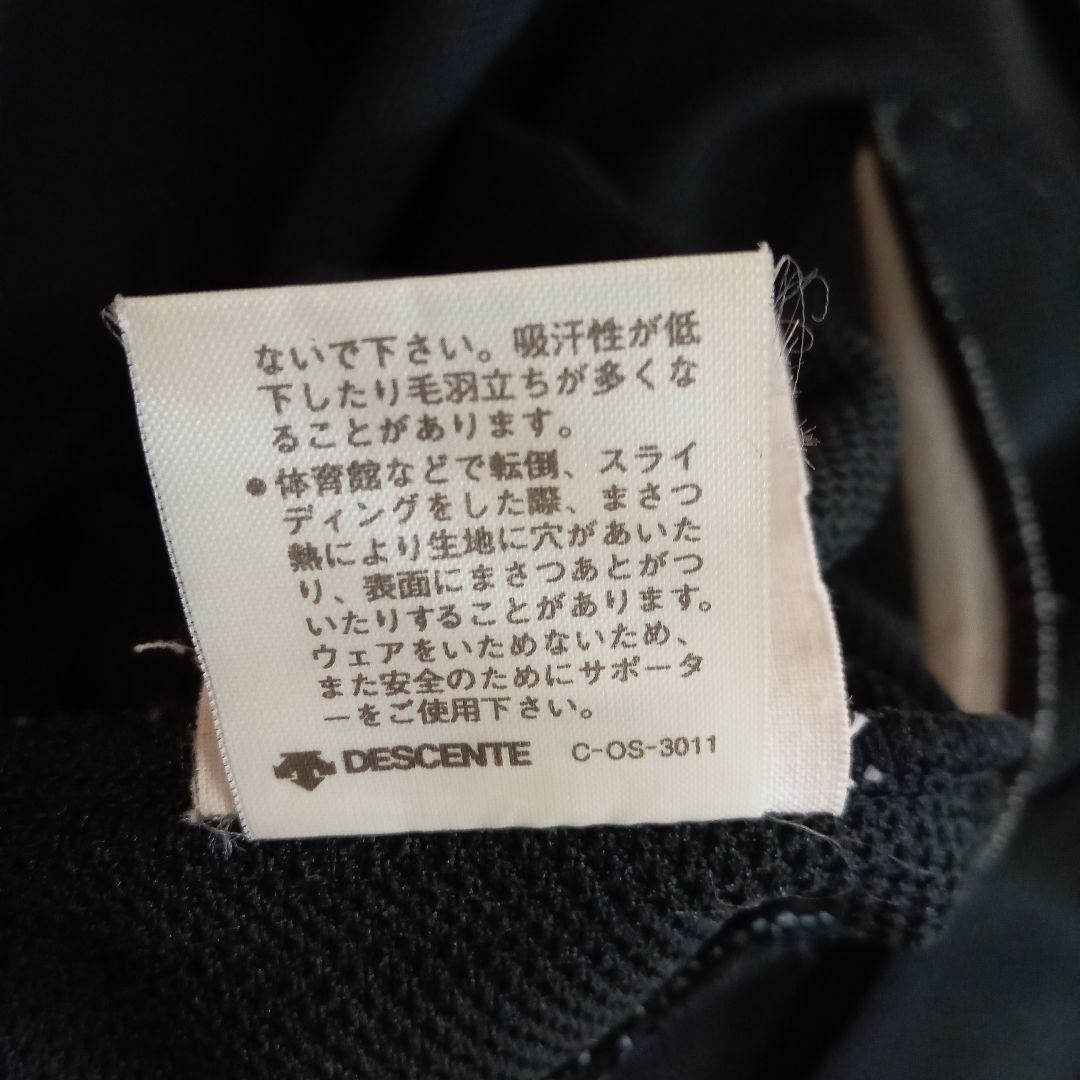 ないで下さい。吸汗性が低
下したり毛羽立ちが多くな
ることがあります。
●体育館などで転倒、スライ
ディングをした際、まさつ
熱により生地に穴があいた
り、表面にまさつあとがつ
いたりすることがあります。
ウェアをいためないため、
また安全のためにサポータ
ーをご使用下さい。
DESCENTE C-OS-3011